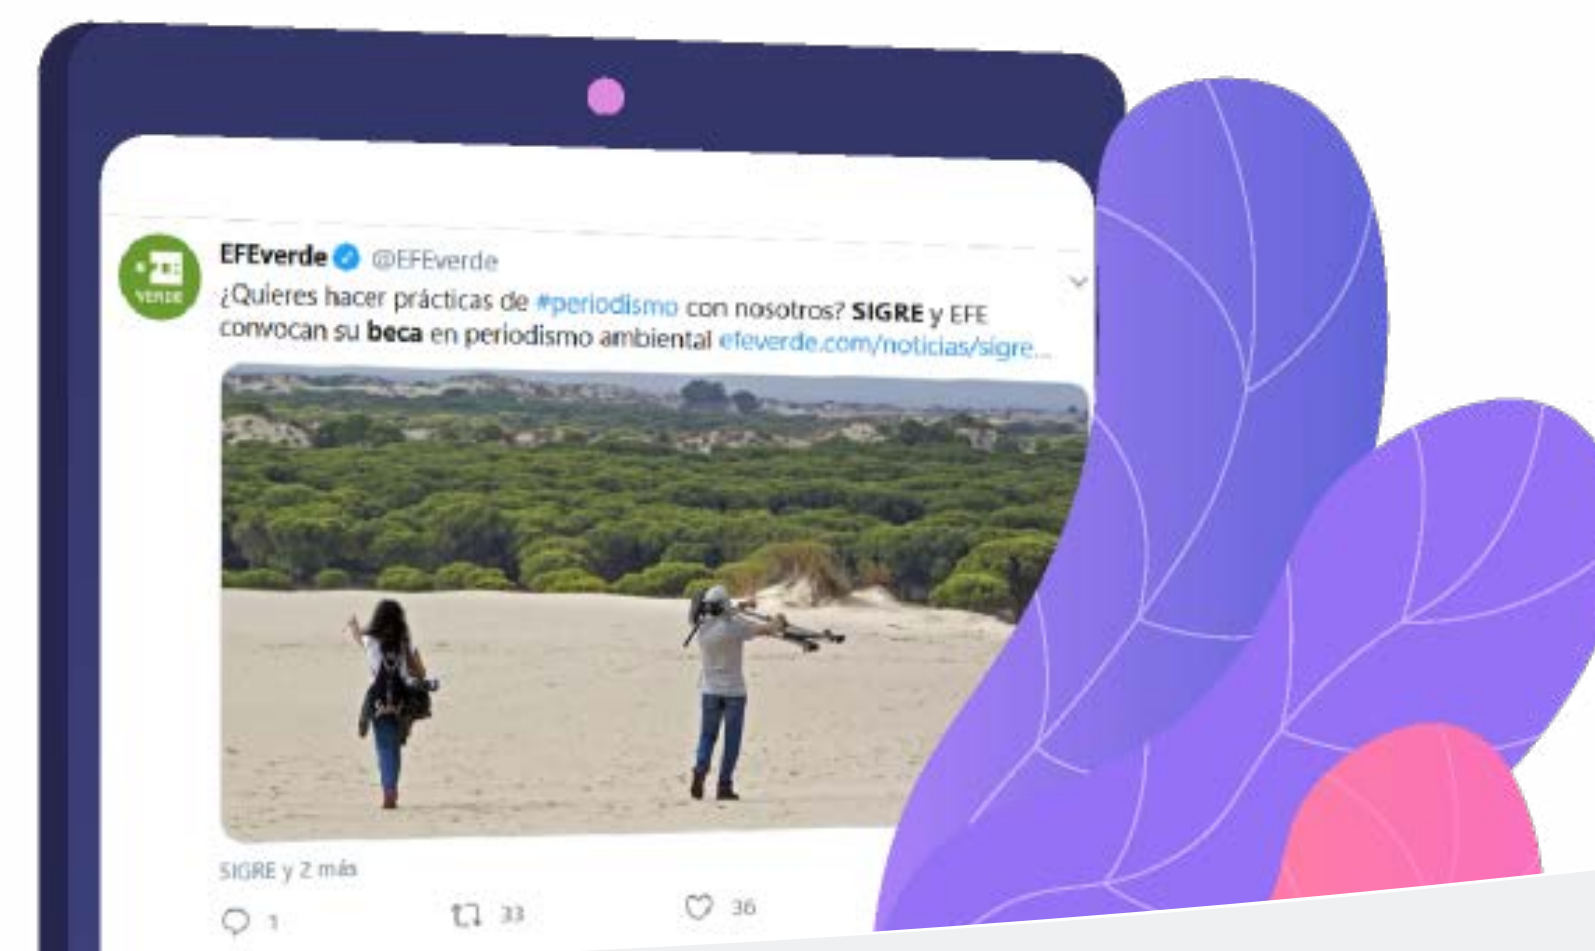 EFEverde @EFEverde
¿Quieres hacer prácticas de #periodismo con nosotros? SIGRE y EFE
convocan su beca en periodismo ambiental efeverde.com/noticias/sigre...
VERDE
SIGRE y 2 más
1 33 36